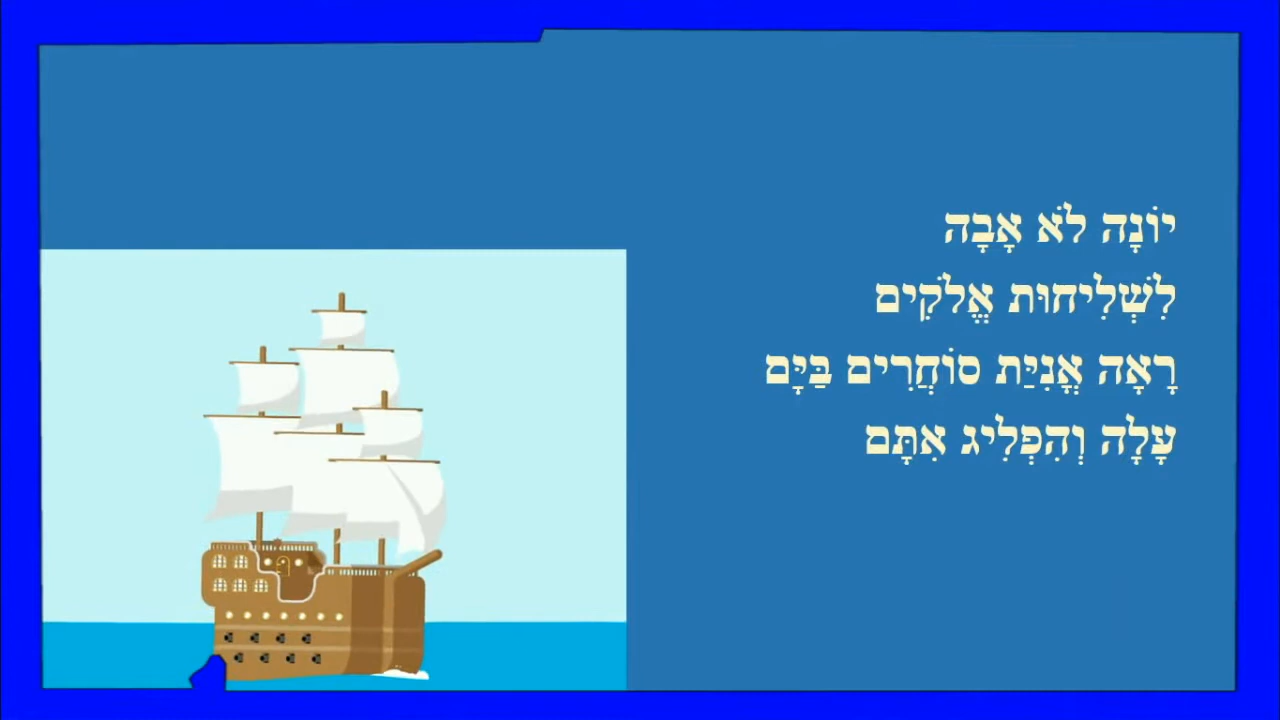 יוֹנָה לֹא אָבָה
לִשְׁלִיחוּת אֱלֹקִים
רָאָה אֳנִיַּת סוֹחֲרִים בַּיָּם
עָלָה וְהִפְלִיג אִתָּם